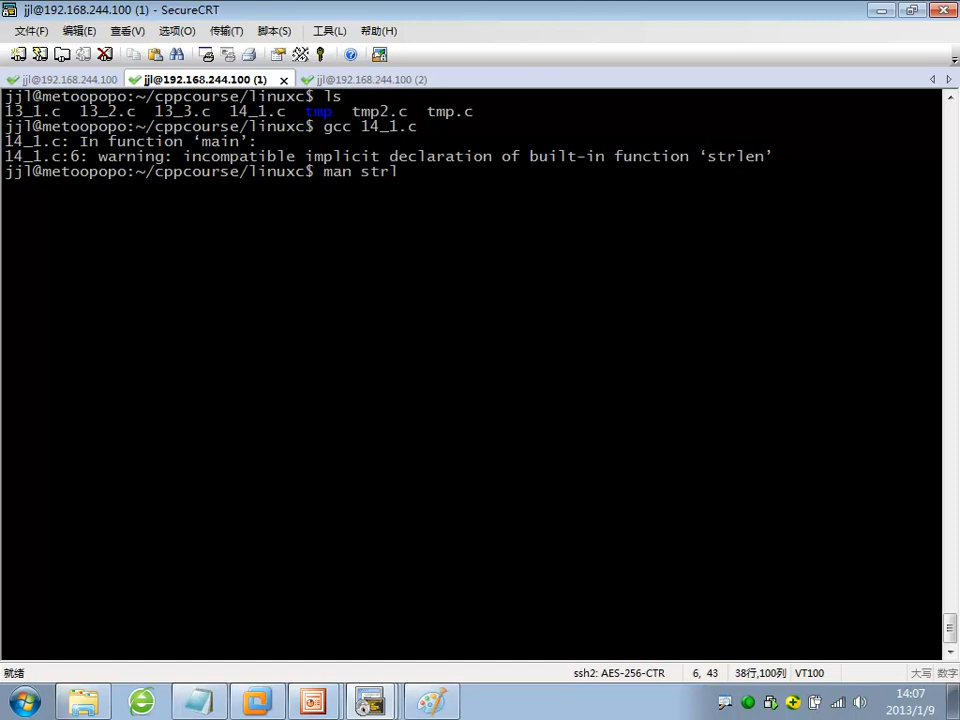 jjl@192.168.244.100 (1) - SecureCRT
文件(F) 编辑(E) 查看(V) 选项(O) 传输(T) 脚本(S) 工具(L) 帮助(H)
jjl@192.168.244.100 jjl@192.168.244.100 (1) jjl@192.168.244.100 (2)
jjl@metoopopo:~/cppcourse/linuxc$ ls
13_1.c 13_2.c 13_3.c 14_1.c tmp tmp2.c tmp.c
jjl@metoopopo:~/cppcourse/linuxc$ gcc 14_1.c
14_1.c: In function ‘main’:
14_1.c:6: warning: incompatible implicit declaration of built-in function ‘strlen’
jjl@metoopopo:~/cppcourse/linuxc$ man strl
就绪 ssh2: AES-256-CTR 6, 43 38行,100列 VT100 大写 数字
14:07
2013/1/9